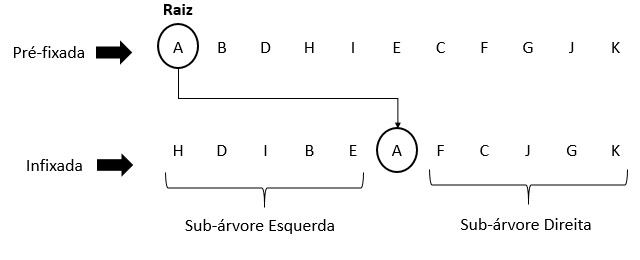 Raiz
Pré-fixada A B D H I E C F G J K
Infixada H D I B E A F C J G K
Sub-árvore Esquerda Sub-árvore Direita